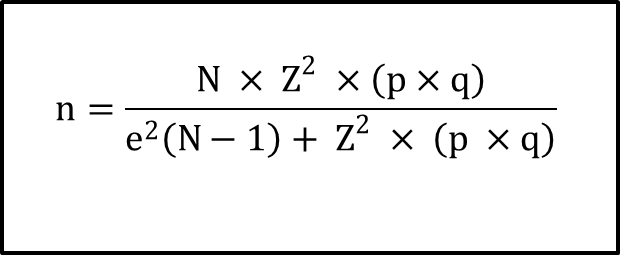 n = N × Z² × (p × q) / e²(N − 1) + Z² × (p × q)